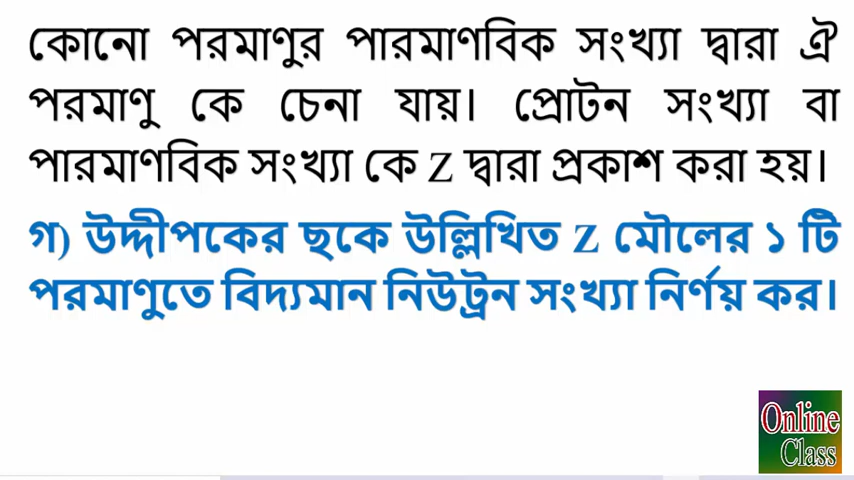 কোনো পরমাণুর পারমাণবিক সংখ্যা দ্বারা ঐ
পরমাণু কে চেনা যায়। প্রোটন সংখ্যা বা
পারমাণবিক সংখ্যা কে Z দ্বারা প্রকাশ করা হয়।
গ) উদ্দীপকের ছকে উল্লিখিত Z মৌলের ১ টি
পরমাণুতে বিদ্যমান নিউট্রন সংখ্যা নির্ণয় কর।
Online
Class